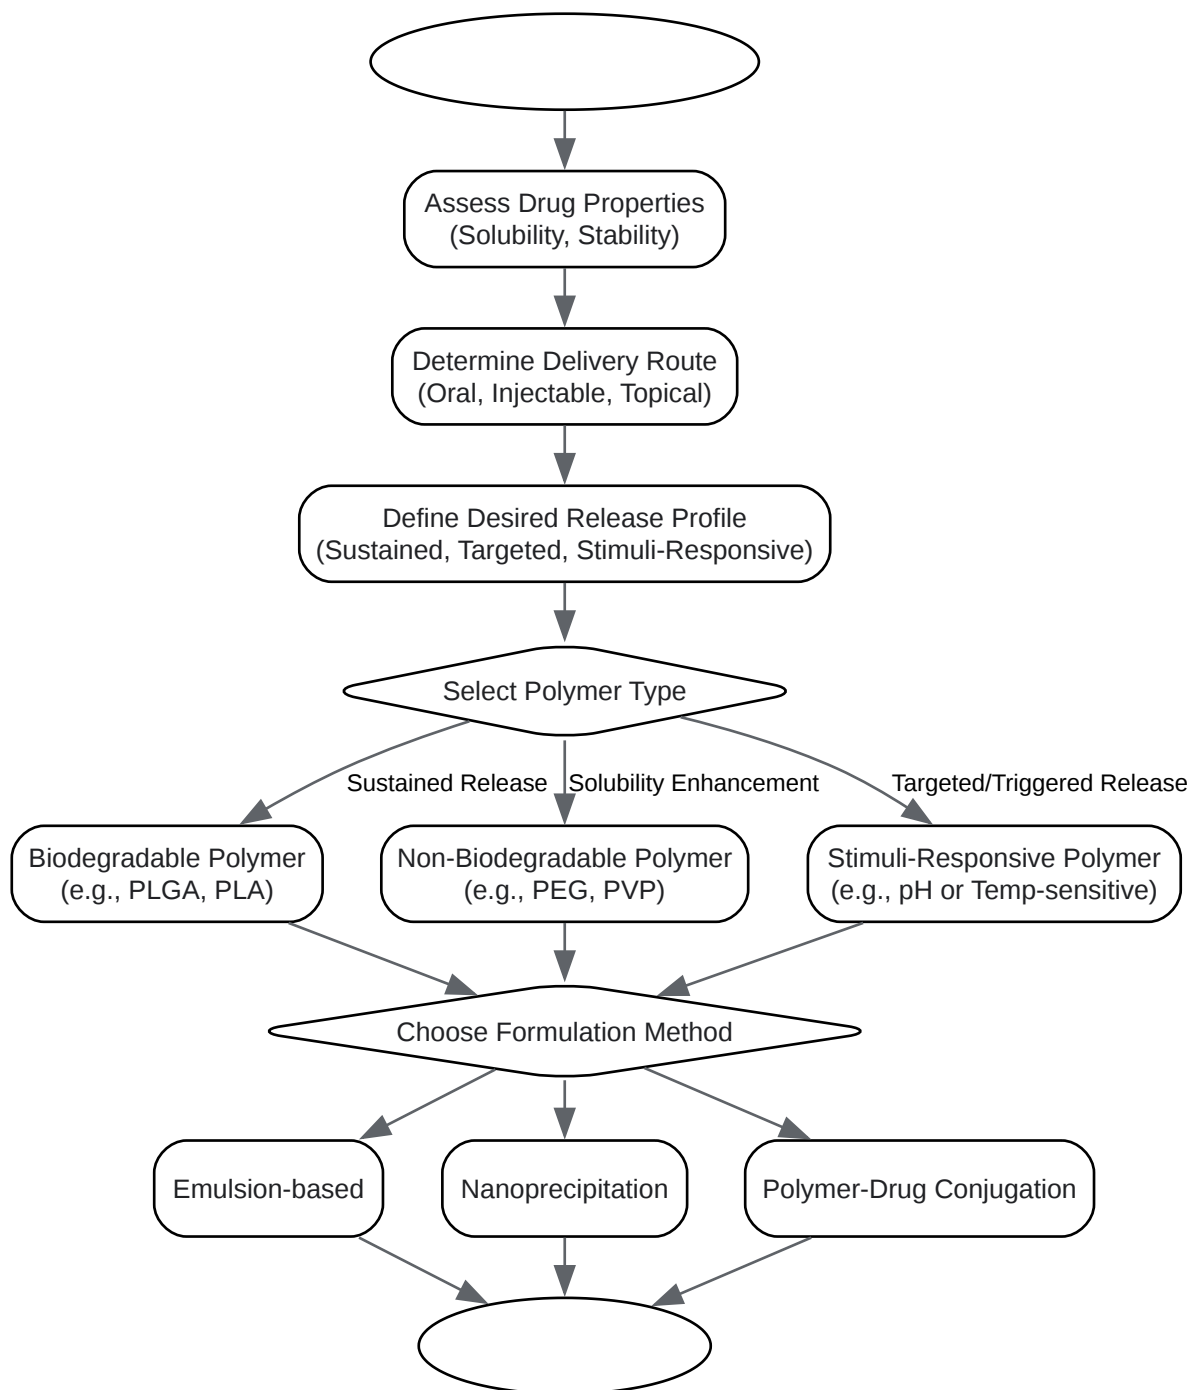 Assess Drug Properties
(Solubility, Stability)
Determine Delivery Route
(Oral, Injectable, Topical)
Define Desired Release Profile
(Sustained, Targeted, Stimuli-Responsive)
Select Polymer Type
Sustained Release
Solubility Enhancement
Targeted/Triggered Release
Biodegradable Polymer
(e.g., PLGA, PLA)
Non-Biodegradable Polymer
(e.g., PEG, PVP)
Stimuli-Responsive Polymer
(e.g., pH or Temp-sensitive)
Choose Formulation Method
Emulsion-based
Nanoprecipitation
Polymer-Drug Conjugation